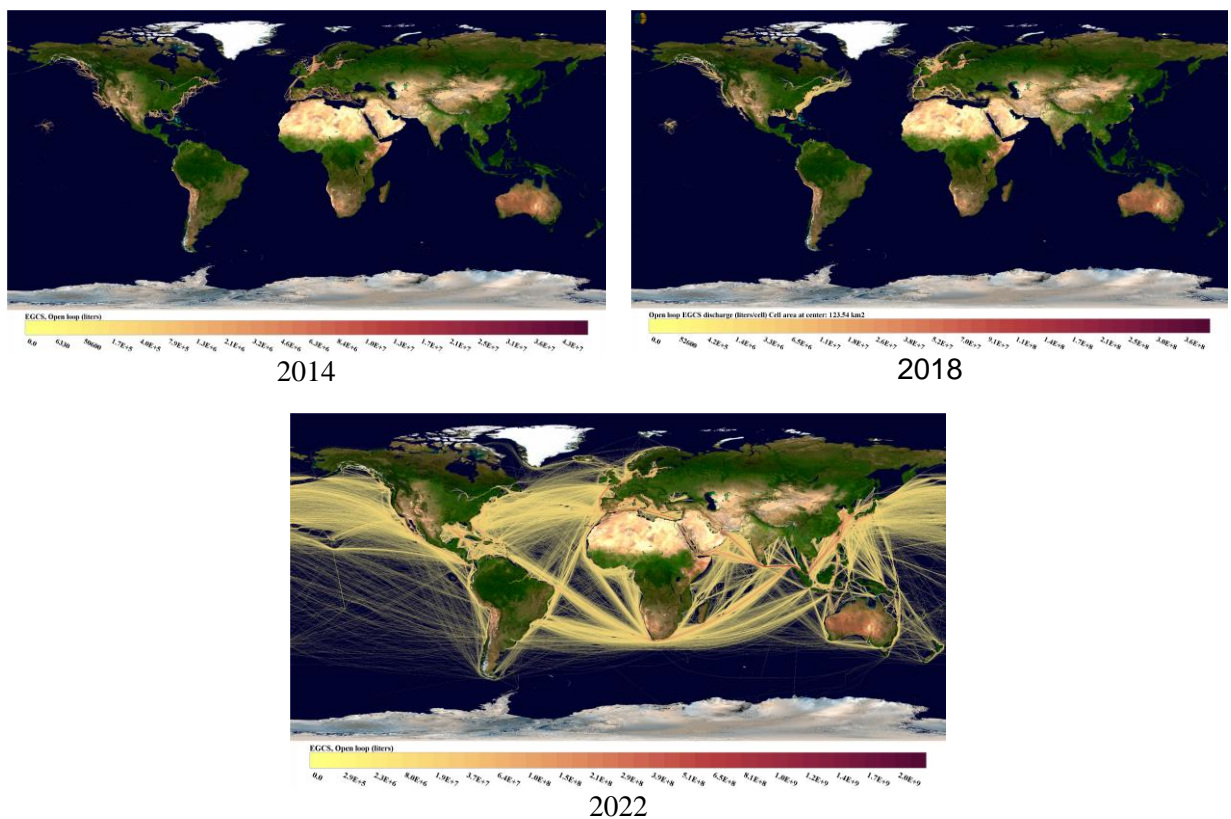 EGCS, Open loop (liters)
0.0 6330 50600 1.7E+5 4.0E+5 7.9E+5 1.3E+6 2.1E+6 3.2E+6 4.6E+6 6.3E+6 8.4E+6 1.0E+7 1.3E+7 1.7E+7 2.1E+7 2.5E+7 3.1E+7 3.6E+7 4.3E+7
2014
Open loop EGCS discharge (liters/cell) Cell area at center: 123.54 km2
0.0 52600 4.2E+5 1.4E+6 3.3E+6 6.5E+6 1.1E+7 1.8E+7 2.6E+7 3.8E+7 5.2E+7 7.0E+7 9.1E+7 1.1E+8 1.4E+8 1.7E+8 2.1E+8 2.5E+8 3.0E+8 3.6E+8
2018
EGCS, Open loop (liters)
0.0 2.9E+5 2.3E+6 8.0E+6 1.9E+7 3.7E+7 6.4E+7 1.0E+8 1.5E+8 2.1E+8 2.9E+8 3.9E+8 5.1E+8 6.5E+8 8.1E+8 1.0E+9 1.2E+9 1.4E+9 1.7E+9 2.0E+9
2022